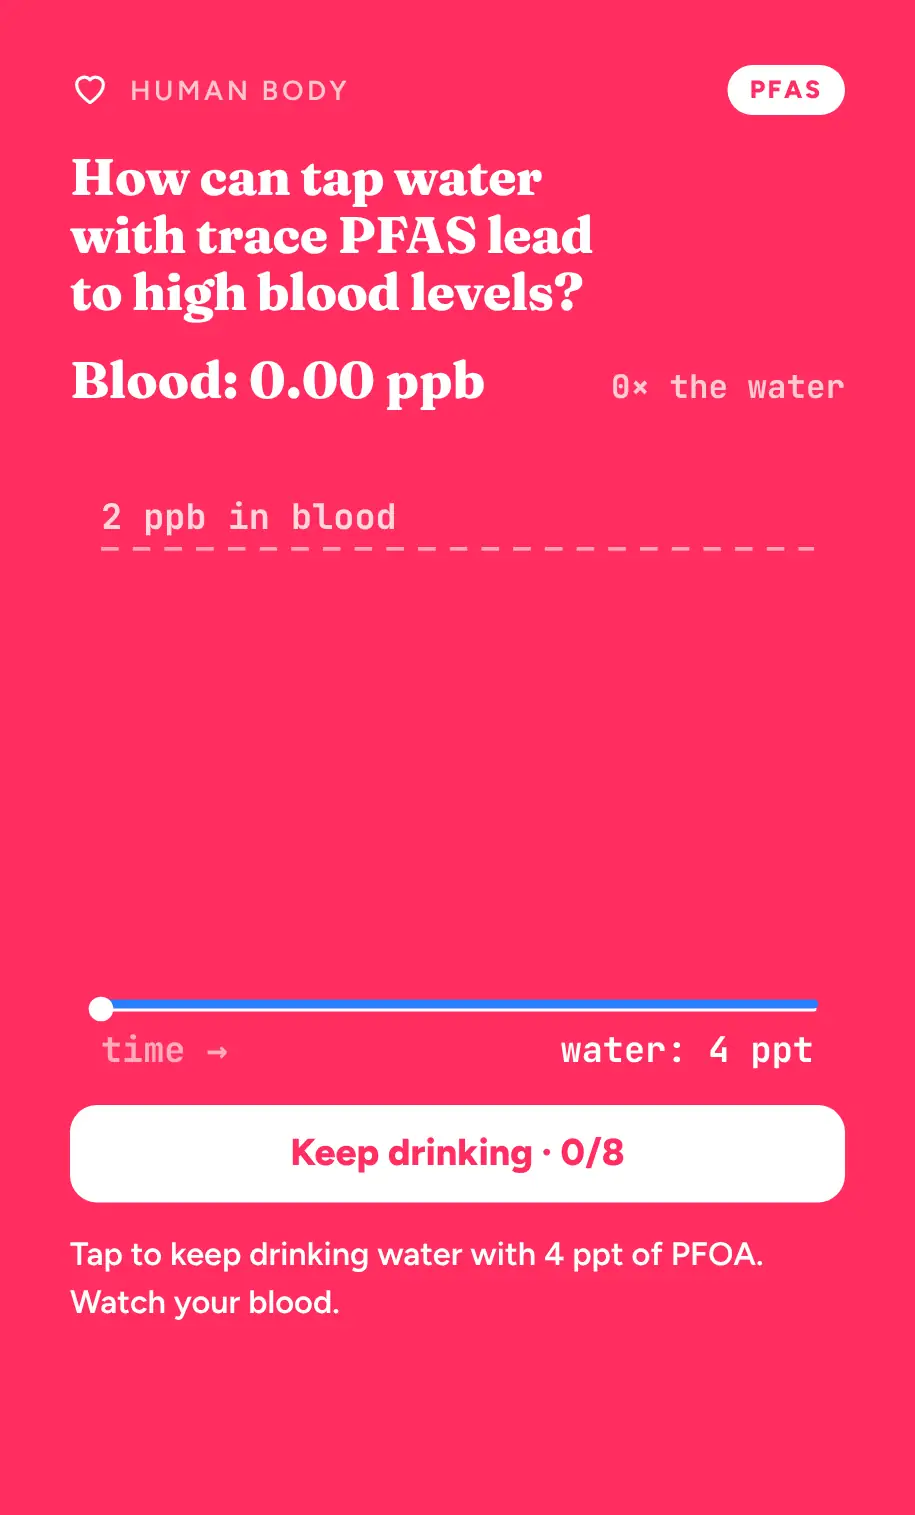 HUMAN BODY
PFAS
How can tap water
with trace PFAS lead
to high blood levels?
Blood: 0.00 ppb
0× the water
2 ppb in blood
time →
water: 4 ppt
Keep drinking · 0/8
Tap to keep drinking water with 4 ppt of PFOA.
Watch your blood.